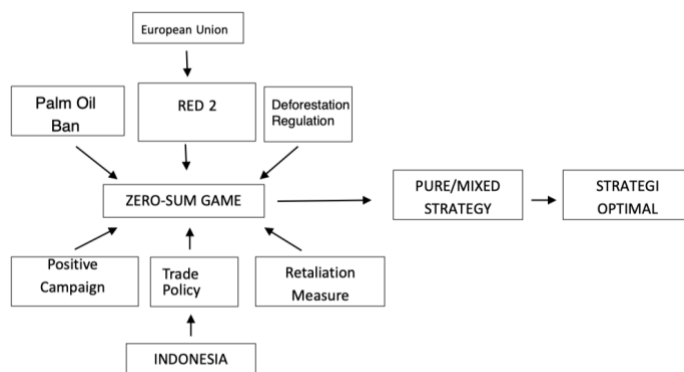 European Union
Palm Oil
Ban
RED 2
Deforestation
Regulation
ZERO-SUM GAME
PURE/MIXED
STRATEGY
STRATEGI
OPTIMAL
Positive
Campaign
Trade
Policy
Retaliation
Measure
INDONESIA